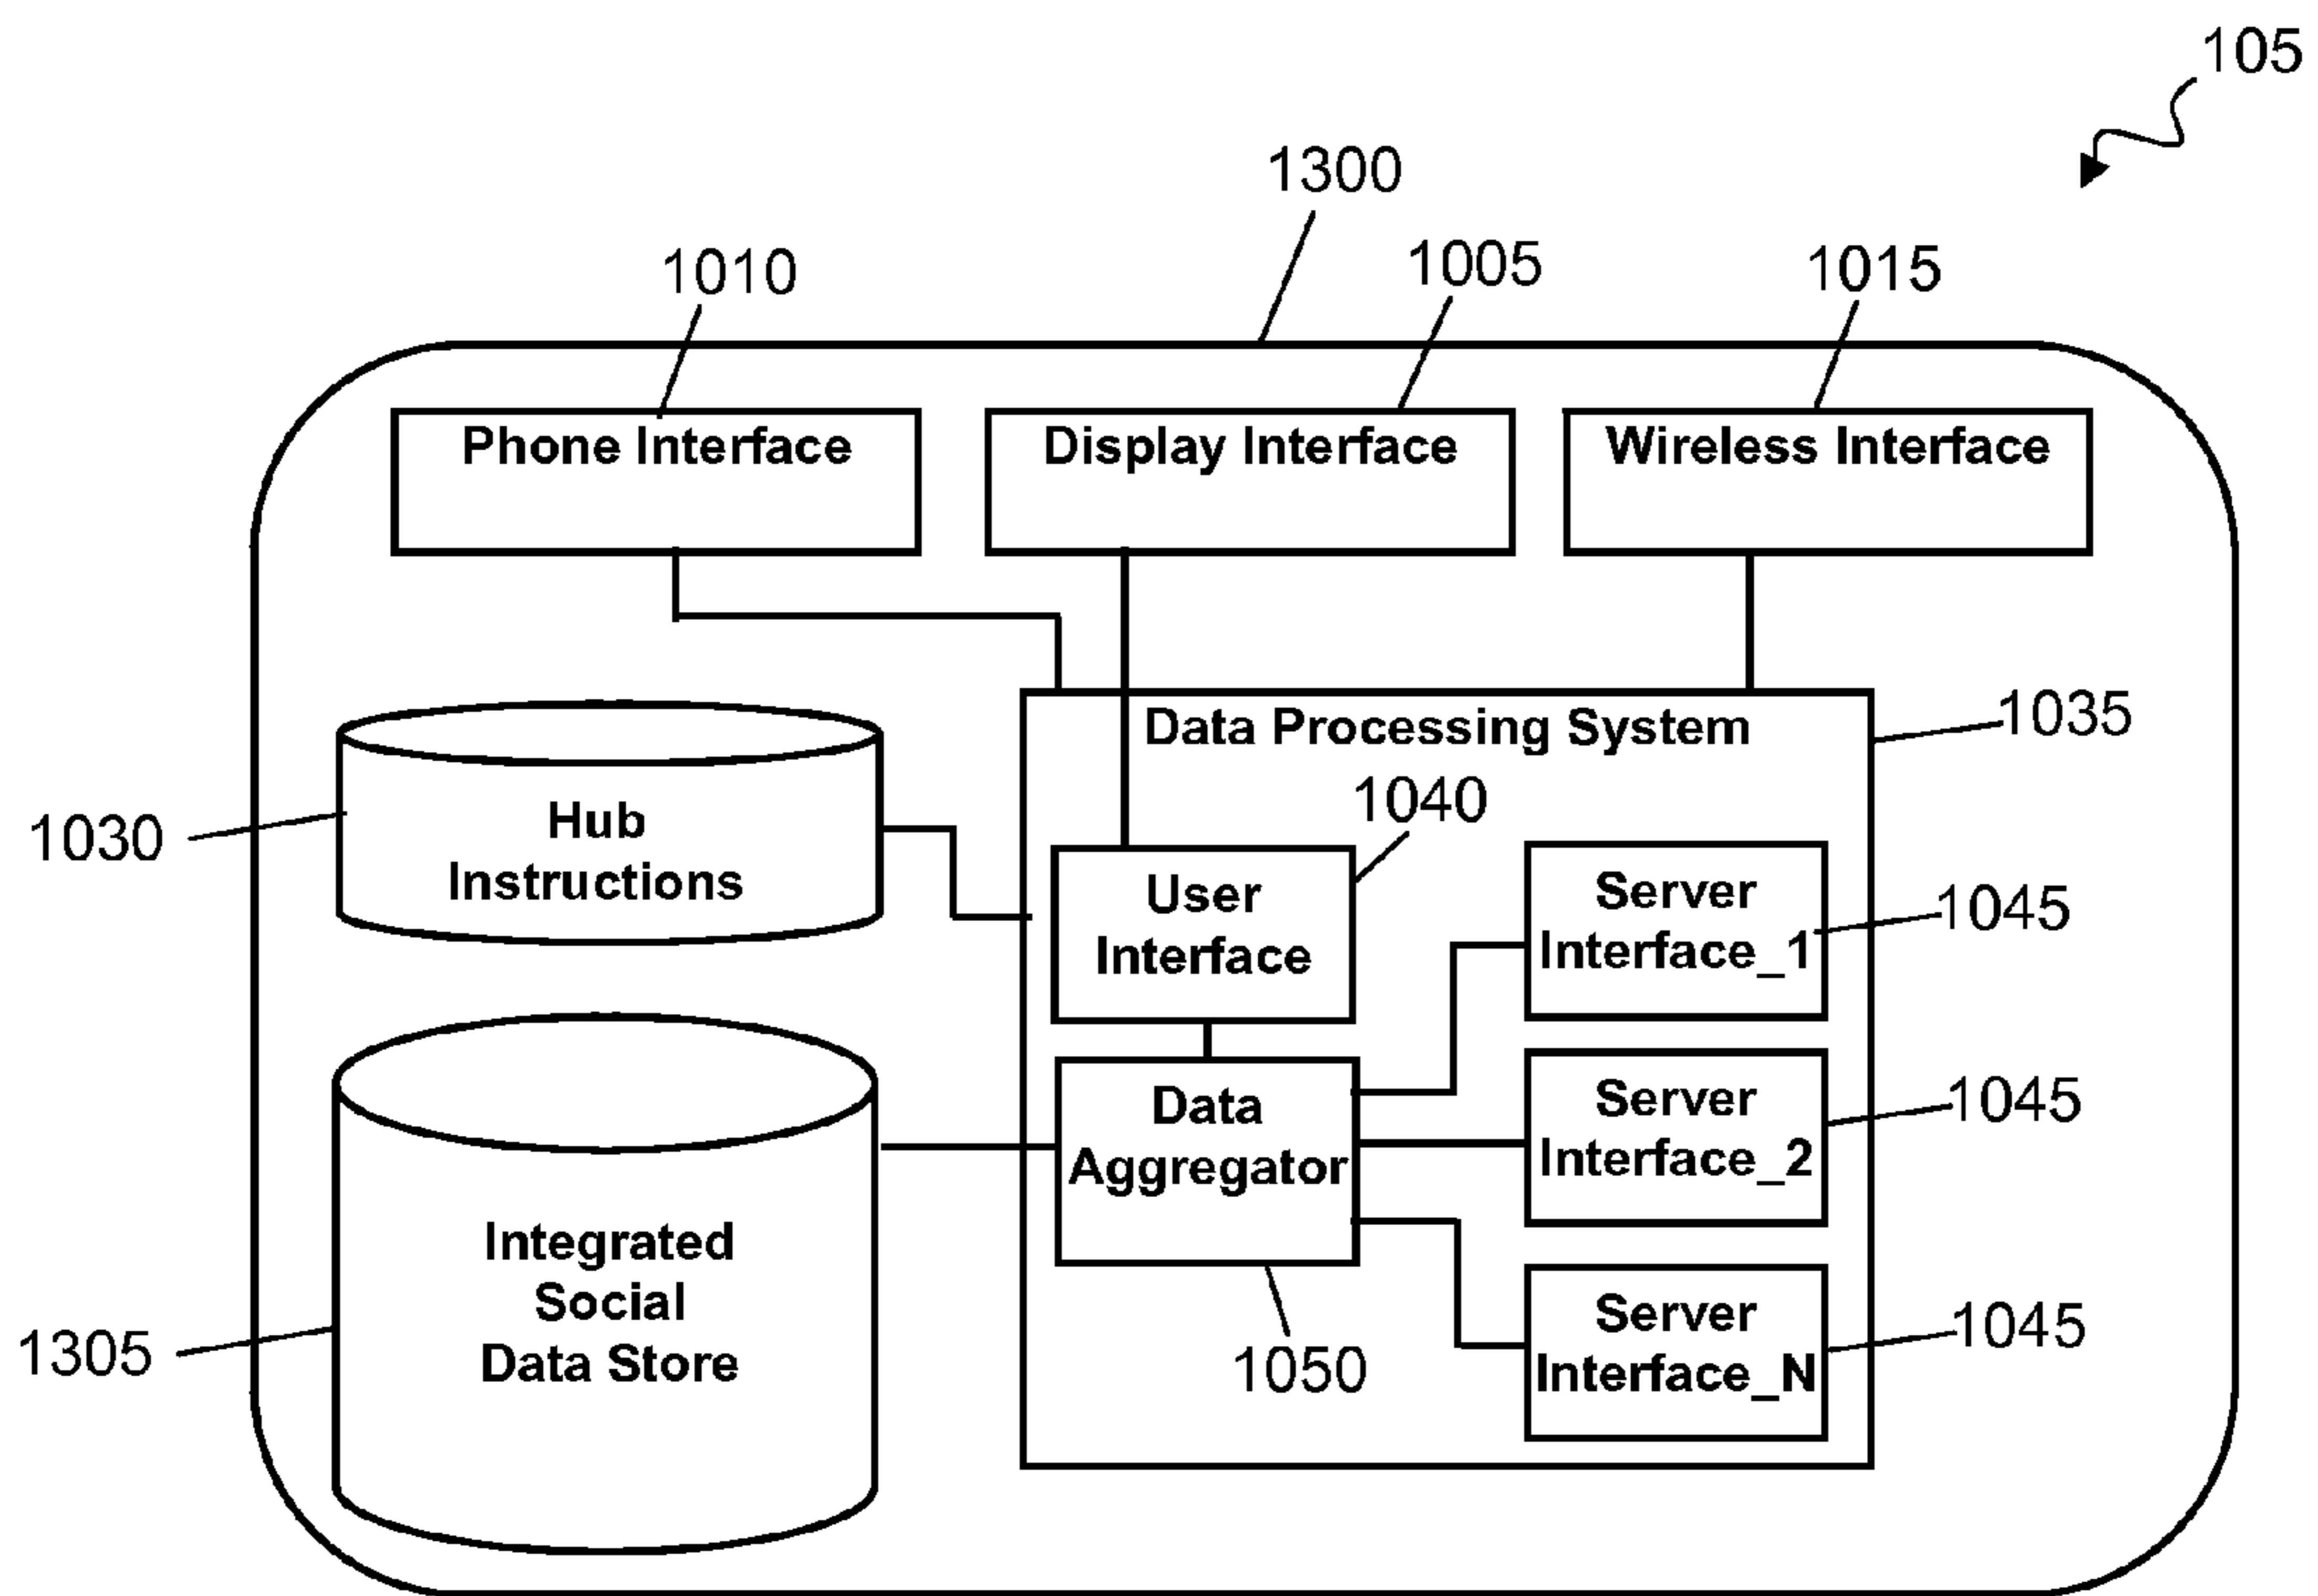 105
1300
1010
1005
1015
Phone Interface
Display Interface
Wireless Interface
1035
Data Processing System
1040
1030
Hub
Instructions
User
Interface
Server
Interface_1
1045
Data
Aggregator
Server
Interface_2
1045
Integrated
Social
Data Store
1305
1050
Server
Interface_N
1045